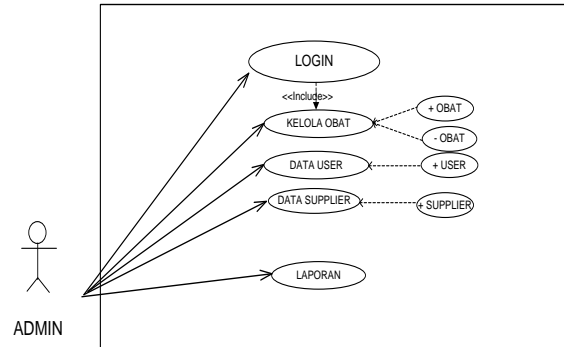 LOGIN
<<Include>>
+ OBAT
KELOLA OBAT
- OBAT
DATA USER
+ USER
DATA SUPPLIER
+ SUPPLIER
LAPORAN
ADMIN